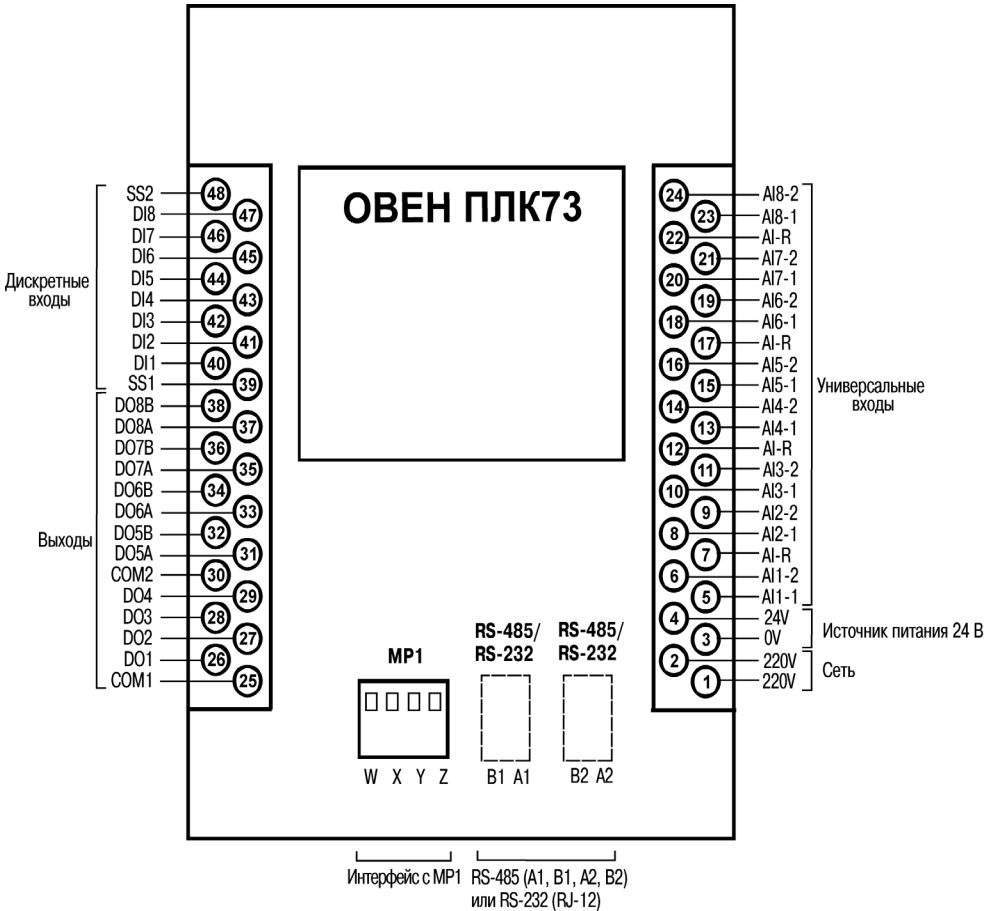 ОВЕН ПЛК73
Дискретные
входы
SS2 48
DI8 47
DI7 46
DI6 45
DI5 44
DI4 43
DI3 42
DI2 41
DI1 40
SS1 39
Выходы
DO8B 38
DO8A 37
DO7B 36
DO7A 35
DO6B 34
DO6A 33
DO5B 32
DO5A 31
COM2 30
DO4 29
DO3 28
DO2 27
DO1 26
COM1 25
24 AI8-2
23 AI8-1
22 AI-R
21 AI7-2
20 AI7-1
19 AI6-2
18 AI6-1
17 AI-R
16 AI5-2
15 AI5-1
14 AI4-2
13 AI4-1
12 AI-R
11 AI3-2
10 AI3-1
9 AI2-2
8 AI2-1
7 AI-R
6 AI1-2
5 AI1-1
Универсальные
входы
4 24V
3 0V
Источник питания 24 В
2 220V
1 220V
Сеть
MP1
W X Y Z
RS-485/
RS-232
B1 A1
RS-485/
RS-232
B2 A2
Интерфейс с МР1
RS-485 (A1, B1, A2, B2)
или RS-232 (RJ-12)